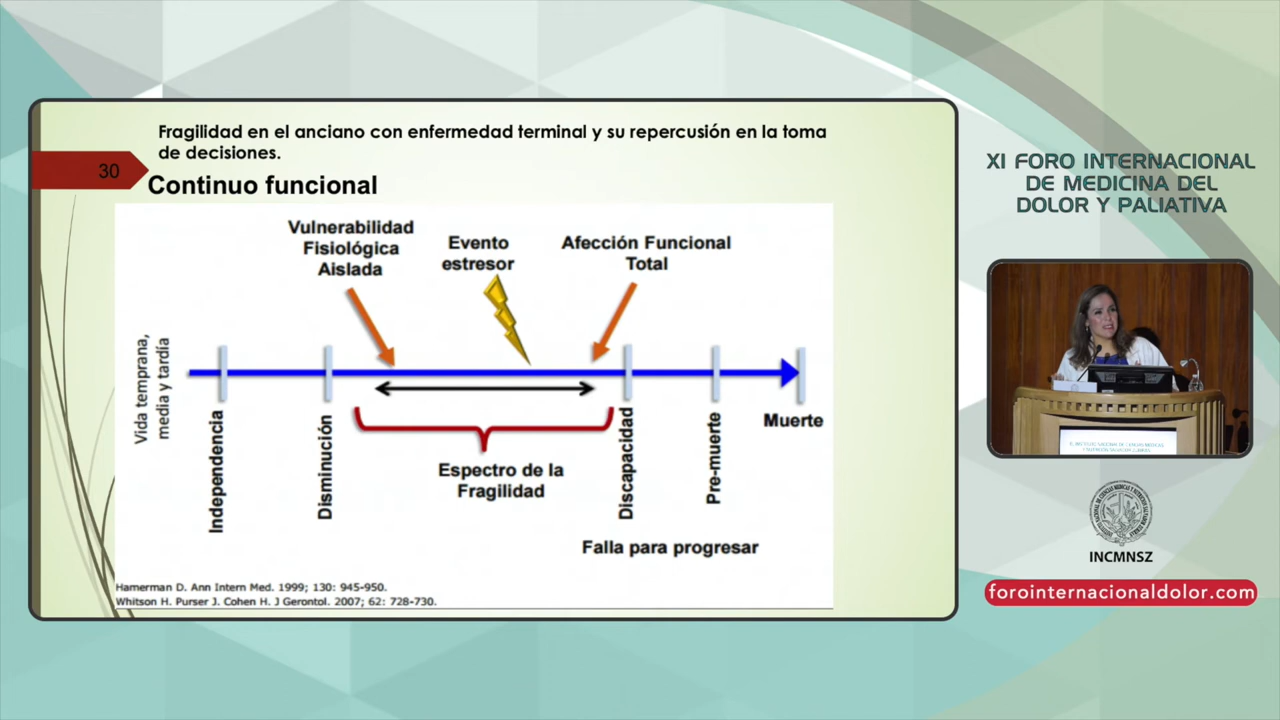 Fragilidad en el anciano con enfermedad terminal y su repercusión en la toma
de decisiones.
30
Continuo funcional
Vulnerabilidad
Fisiológica
Aislada
Evento
estresor
Afección Funcional
Total
Vida temprana,
media y tardía
Independencia
Disminución
Espectro de la
Fragilidad
Discapacidad
Pre-muerte
Muerte
Falla para progresar
Hamerman D. Ann Intern Med. 1999; 130: 945-950.
Whitson H. Purser J. Cohen H. J Gerontol. 2007; 62: 728-730.
XI FORO INTERNACIONAL
DE MEDICINA DEL
DOLOR Y PALIATIVA
INCMNSZ
forointernacionaldolor.com